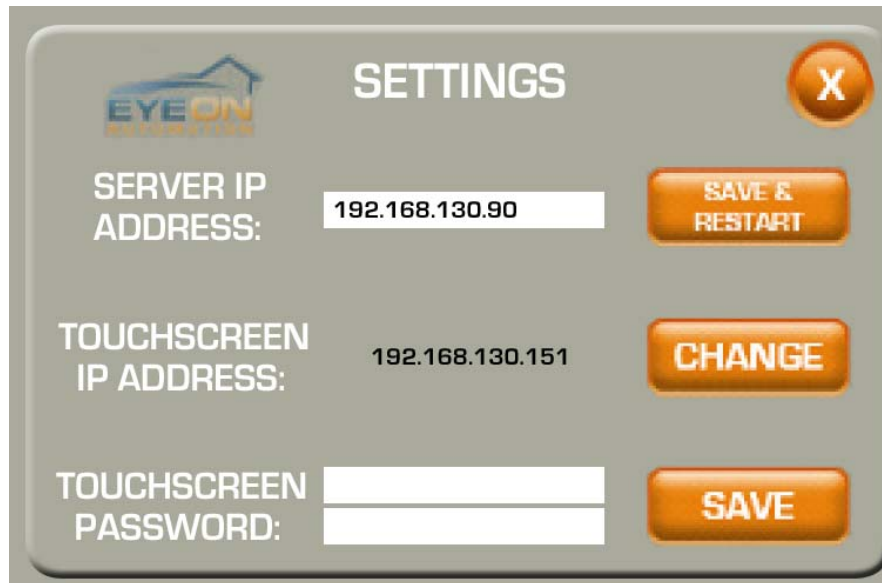 EYEON
AUTOMATION
SETTINGS
X
SERVER IP
ADDRESS:
192.168.130.90
SAVE &
RESTART
TOUCHSCREEN
IP ADDRESS:
192.168.130.151
CHANGE
TOUCHSCREEN
PASSWORD:
SAVE